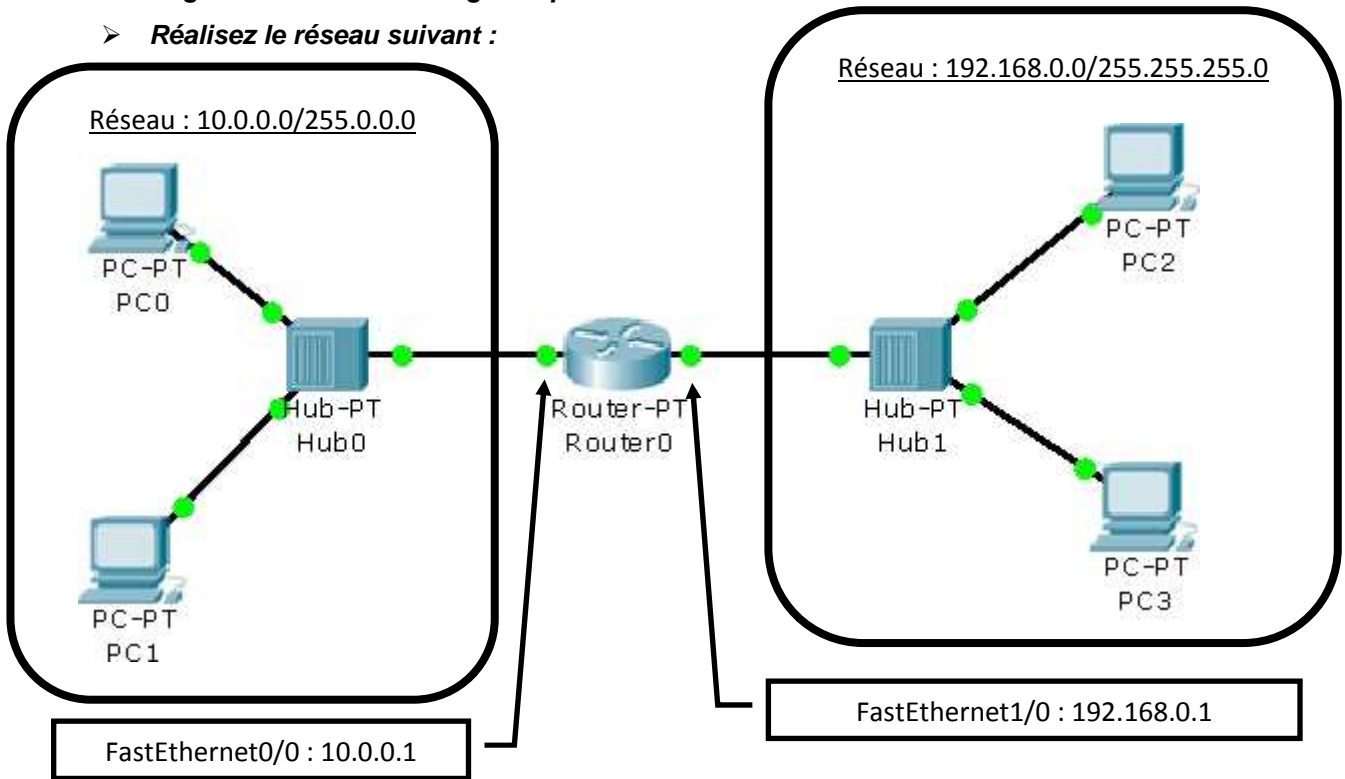 ➢ Réalisez le réseau suivant :
Réseau : 10.0.0.0/255.0.0.0
Réseau : 192.168.0.0/255.255.255.0
PC-PT
PC0
PC-PT
PC2
Hub-PT
Hub0
Router-PT
Router0
Hub-PT
Hub1
PC-PT
PC1
PC-PT
PC3
FastEthernet0/0 : 10.0.0.1
FastEthernet1/0 : 192.168.0.1